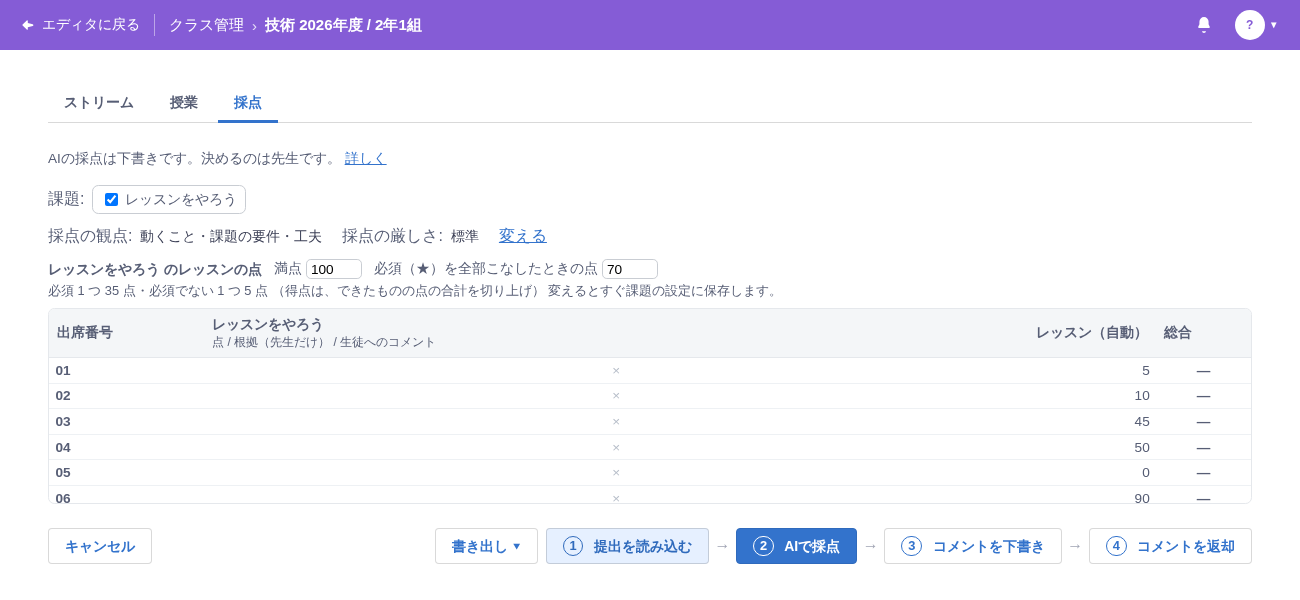 エディタに戻る クラス管理 › 技術 2026年度 / 2年1組 ? ▼
ストリーム 授業 採点
AIの採点は下書きです。決めるのは先生です。 詳しく
課題: レッスンをやろう
採点の観点: 動くこと・課題の要件・工夫 採点の厳しさ: 標準 変える
レッスンをやろう のレッスンの点 満点 100 必須（★）を全部こなしたときの点 70
必須 1 つ 35 点・必須でない 1 つ 5 点 （得点は、できたものの点の合計を切り上げ） 変えるとすぐ課題の設定に保存します。
出席番号 レッスンをやろう レッスン（自動） 総合
点 / 根拠（先生だけ） / 生徒へのコメント
01 × 5 —
02 × 10 —
03 × 45 —
04 × 50 —
05 × 0 —
06 × 90 —
キャンセル 書き出し ▼ 1 提出を読み込む → 2 AIで採点 → 3 コメントを下書き → 4 コメントを返却